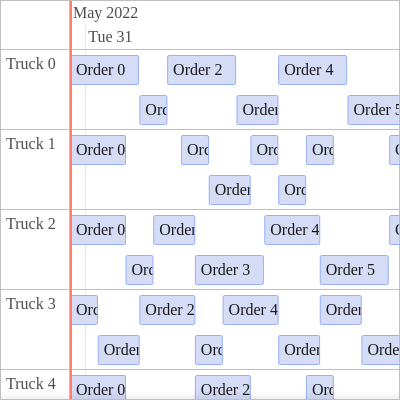 May 2022
Tue 31
Truck 0
Order 0
Order 2
Order 4
Orc
Order
Order 5
Truck 1
Order 0
Orc
Orc
Orc
Order
Orc
Truck 2
Order 0
Order
Order 4
Orc
Order 3
Order 5
Truck 3
Orc
Order 2
Order 4
Order
Order
Orc
Order
Orde
Truck 4
Order 0
Order 2
Orc